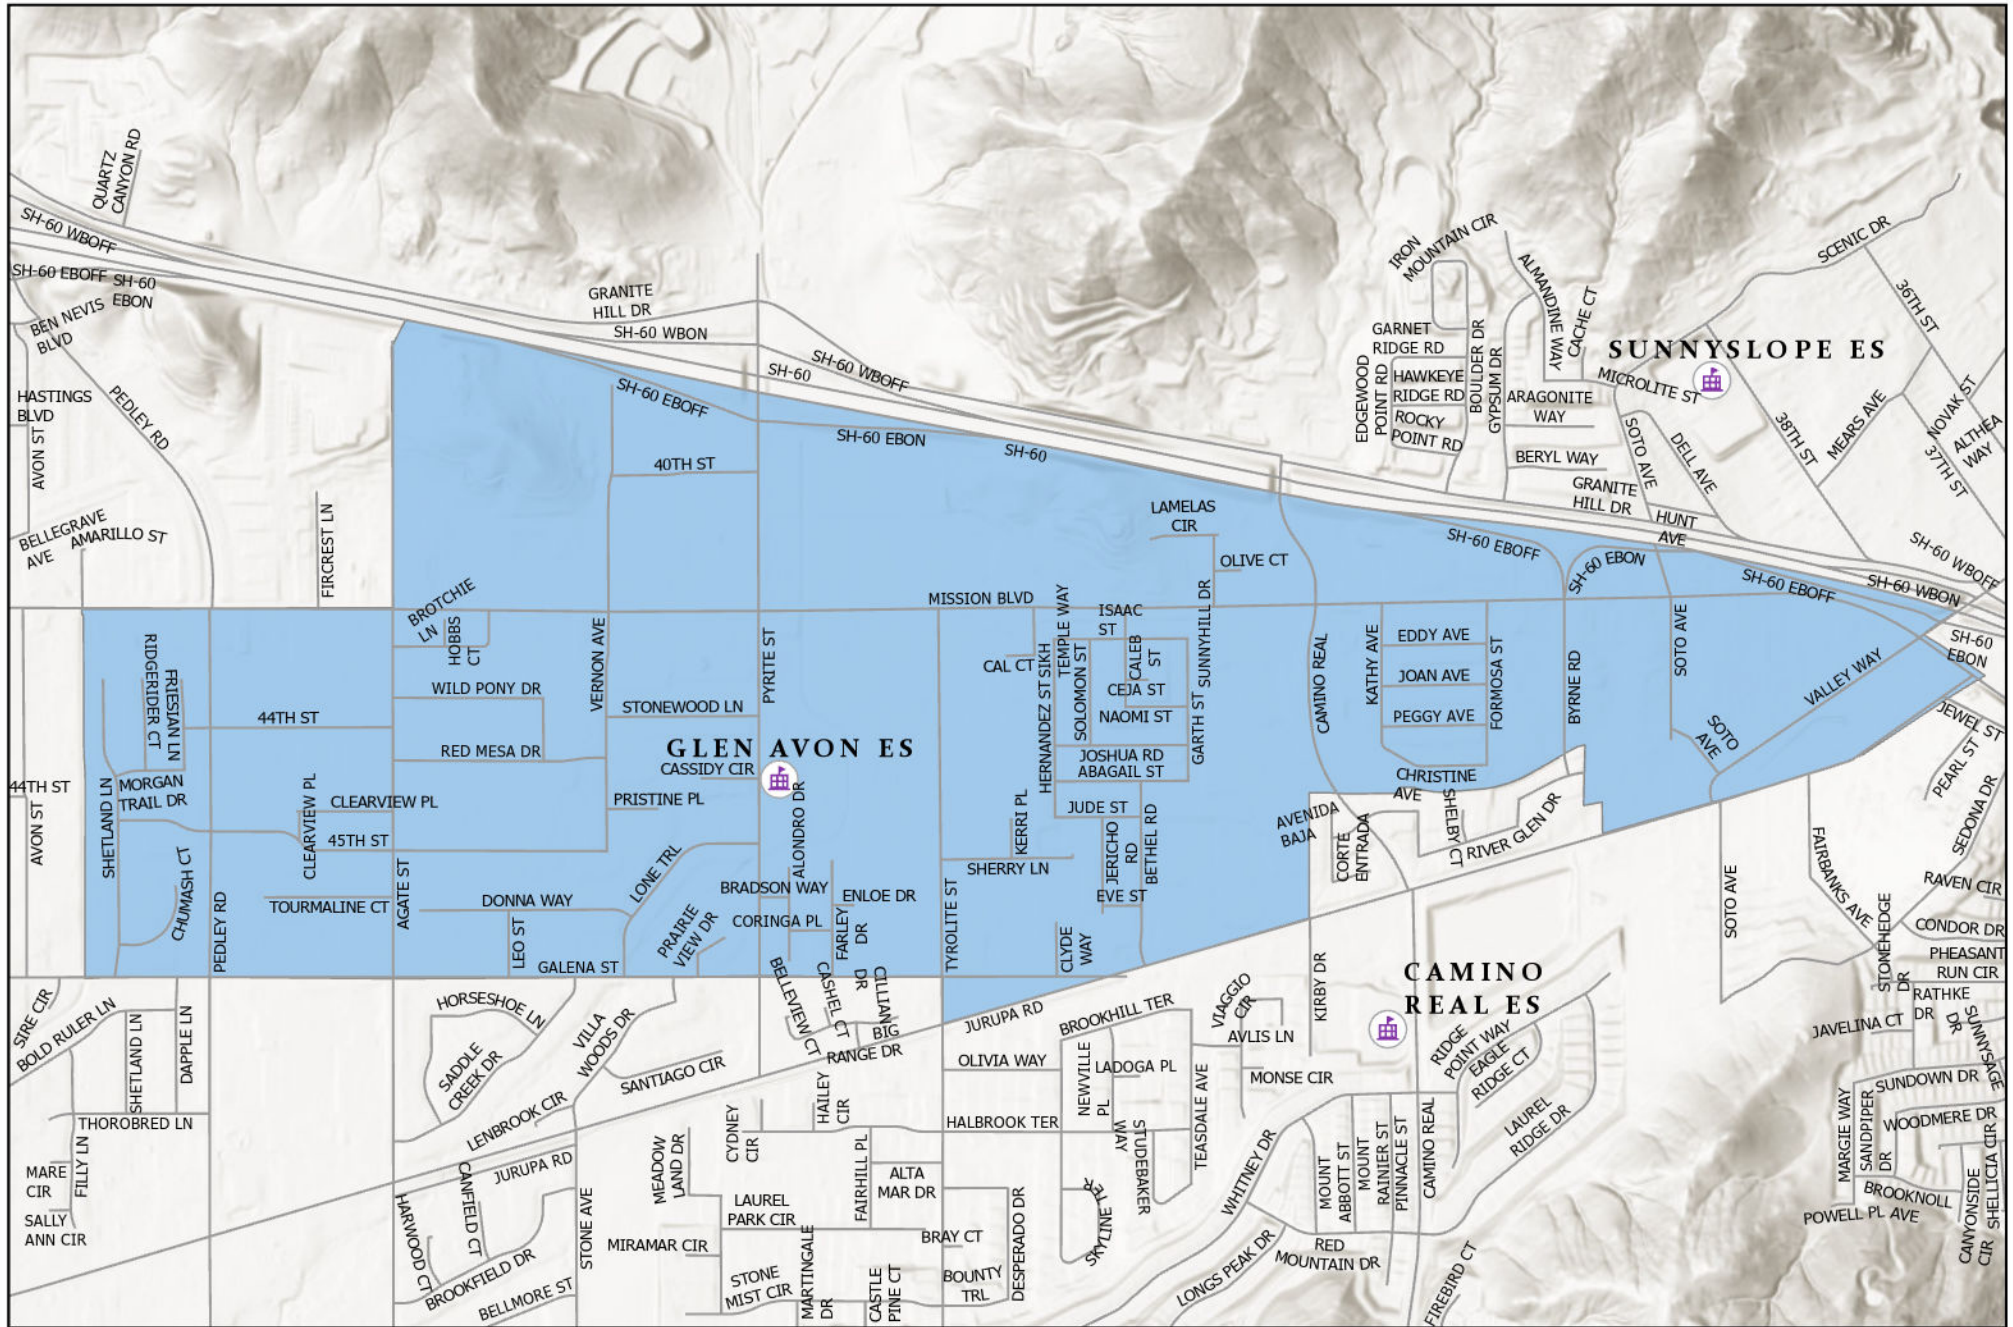 QUARTZ
CANYON RD
SH-60 WBOFF
SH-60 EBOFF
SH-60
EBON
BEN NEVIS
BLVD
GRANITE
HILL DR
SH-60 WBON
SH-60 WBOFF
SH-60
SH-60 EBOFF
SH-60 EBON
SH-60
40TH ST
HASTINGS
BLVD
PEDLEY RD
AVON ST
BELLEGRAVE
AVE
AMARILLO ST
FIRCREST LN
IRON
MOUNTAIN CIR
ALMANDINE WAY
CACHE CT
SCENIC DR
36TH ST
GARNET
RIDGE RD
BOULDER DR
GYPSUM DR
EDGEWOOD
POINT RD
HAWKEYE
RIDGE RD
ROCKY
POINT RD
SUNNYSLOPE ES
MICROLITE ST
ARAGONITE
WAY
BERYL WAY
SOTO AVE
DELL AVE
38TH ST
MEARS AVE
NOVAK ST
ALTHEA
WAY
37TH ST
GRANITE
HILL DR
HUNT
AVE
LAMELAS
CIR
OLIVE CT
SH-60 EBOFF
SH-60 EBON
SH-60 EBOFF
SH-60 WBON
SH-60 WBOFF
SH-60
EBON
BROTCHIE
LN
HOBBS
CT
MISSION BLVD
TEMPLE WAY
ISAAC
ST
SUNNYHILL DR
RIDGERIDER CT
FRIESIAN LN
WILD PONY DR
VERNON AVE
PYRITE ST
CAL CT
HERNANDEZ ST SIKH
SOLOMON ST
CALEB
ST
CEJA ST
NAOMI ST
GARTH ST
CAMINO REAL
KATHY AVE
EDDY AVE
JOAN AVE
PEGGY AVE
FORMOSA ST
BYRNE RD
SOTO AVE
SOTO
AVE
VALLEY WAY
44TH ST
STONEWOOD LN
RED MESA DR
GLEN AVON ES
CASSIDY CIR
JOSHUA RD
ABAGAIL ST
CHRISTINE
AVE
JEWEL ST
PEARL ST
SEDONA DR
44TH ST
AVON ST
SHETLAND LN
MORGAN
TRAIL DR
CLEARVIEW PL
CLEARVIEW PL
45TH ST
PRISTINE PL
ALONDRO DR
KERRI PL
JUDE ST
JERICHO
RD
BETHEL RD
AVENIDA
BAJA
CORTE
ENTRADA
SHELBY CT
RIVER GLEN DR
FAIRBANKS AVE
CHUMASH CT
PEDLEY RD
TOURMALINE CT
AGATE ST
DONNA WAY
LEO ST
LONE TRL
PRAIRIE
VIEW DR
BRADSON WAY
CORINGA PL
ENLOE DR
FARLEY
DR
SHERRY LN
EVE ST
TYROLITE ST
CLYDE
WAY
GALENA ST
SOTO AVE
STONEHEDGE
DR
RAVEN CIR
CONDOR DR
PHEASANT
RUN CIR
BELLEVIEW CT
CASHEL CT
CILLIAN
DR
BIG
RANGE DR
JURUPA RD
KIRBY DR
CAMINO
REAL ES
SIRE CIR
BOLD RULER LN
SHETLAND LN
DAPPLE LN
HORSESHOE LN
SADDLE
CREEK DR
VILLA
WOODS DR
SANTIAGO CIR
LENBROOK CIR
OLIVIA WAY
BROOKHILL TER
NEWVILLE
PL
LADOGA PL
VIAGGIO
CIR
AVLIS LN
MONSE CIR
TEASDALE AVE
RIDGE
POINT WAY
EAGLE
RIDGE CT
LAUREL
RIDGE DR
RATHKE
DR
JAVELINA CT
SUNNYSAGE
DR
SUNDOWN DR
WOODMERE DR
MARGIE WAY
SANDPIPER
DR
SHELLICIA CIR
CANYONSIDE
CIR
BROOKNOLL
AVE
POWELL PL
THOROBRED LN
FILLY LN
MARE
CIR
SALLY
ANN CIR
JURUPA RD
HARWOOD CT
CANFIELD CT
BROOKFIELD DR
BELLMORE ST
STONE AVE
MEADOW
LAND DR
CYDNEY
CIR
HAILEY
CIR
HALBROOK TER
STUDEBAKER
WAY
FAIRHILL PL
ALTA
MAR DR
LAUREL
PARK CIR
MIRAMAR CIR
STONE
MIST CIR
MARTINGALE
DR
CASTLE
PINE CT
BRAY CT
BOUNTY
TRL
DESPERADO DR
SKYLINE TER
WHITNEY DR
LONGS PEAK DR
MOUNT
ABBOTT ST
MOUNT
RAINIER ST
PINNACLE ST
CAMINO REAL
RED
MOUNTAIN DR
FIREBIRD CT